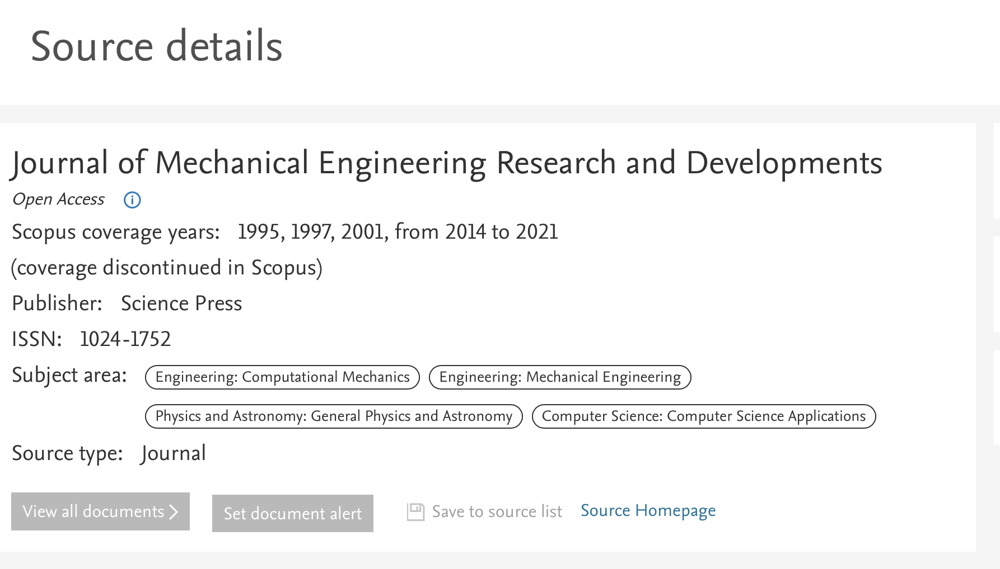 Source details
Journal of Mechanical Engineering Research and Developments
Open Access
Scopus coverage years: 1995, 1997, 2001, from 2014 to 2021
(coverage discontinued in Scopus)
Publisher: Science Press
ISSN: 1024-1752
Subject area: Engineering: Computational Mechanics Engineering: Mechanical Engineering
Physics and Astronomy: General Physics and Astronomy Computer Science: Computer Science Applications
Source type: Journal
View all documents Set document alert Save to source list Source Homepage